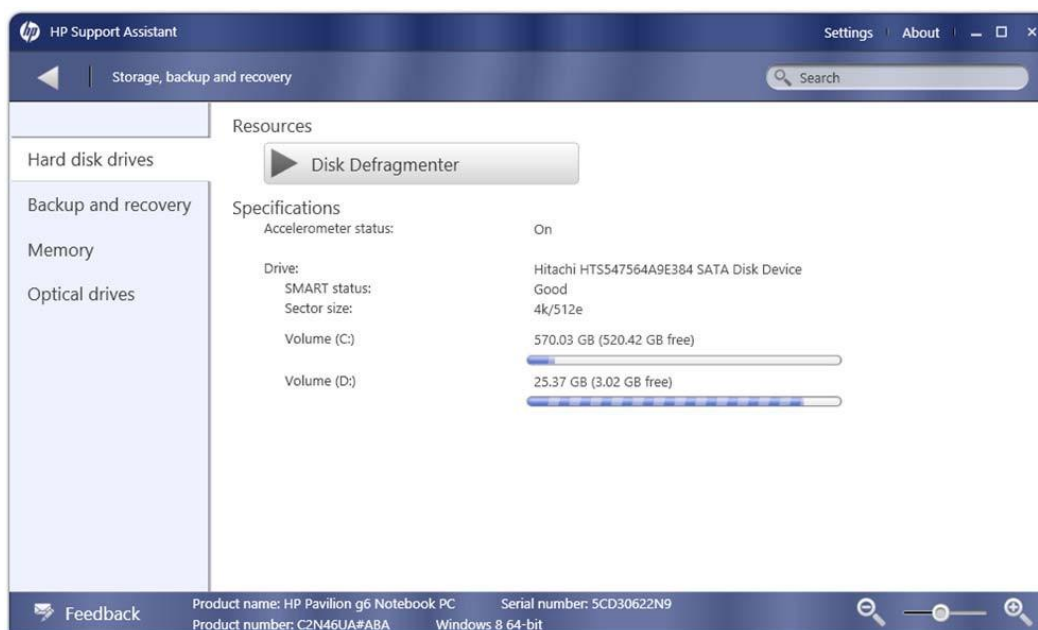 hp HP Support Assistant Settings About
Storage, backup and recovery Search
Resources
Hard disk drives
Disk Defragmenter
Backup and recovery
Memory
Optical drives
Specifications
Accelerometer status: On
Drive: Hitachi HTS547564A9E384 SATA Disk Device
SMART status: Good
Sector size: 4k/512e
Volume (C:) 570.03 GB (520.42 GB free)
Volume (D:) 25.37 GB (3.02 GB free)
Feedback
Product name: HP Pavilion g6 Notebook PC Serial number: 5CD30622N9
Product number: C2N46UA#ABA Windows 8 64-bit